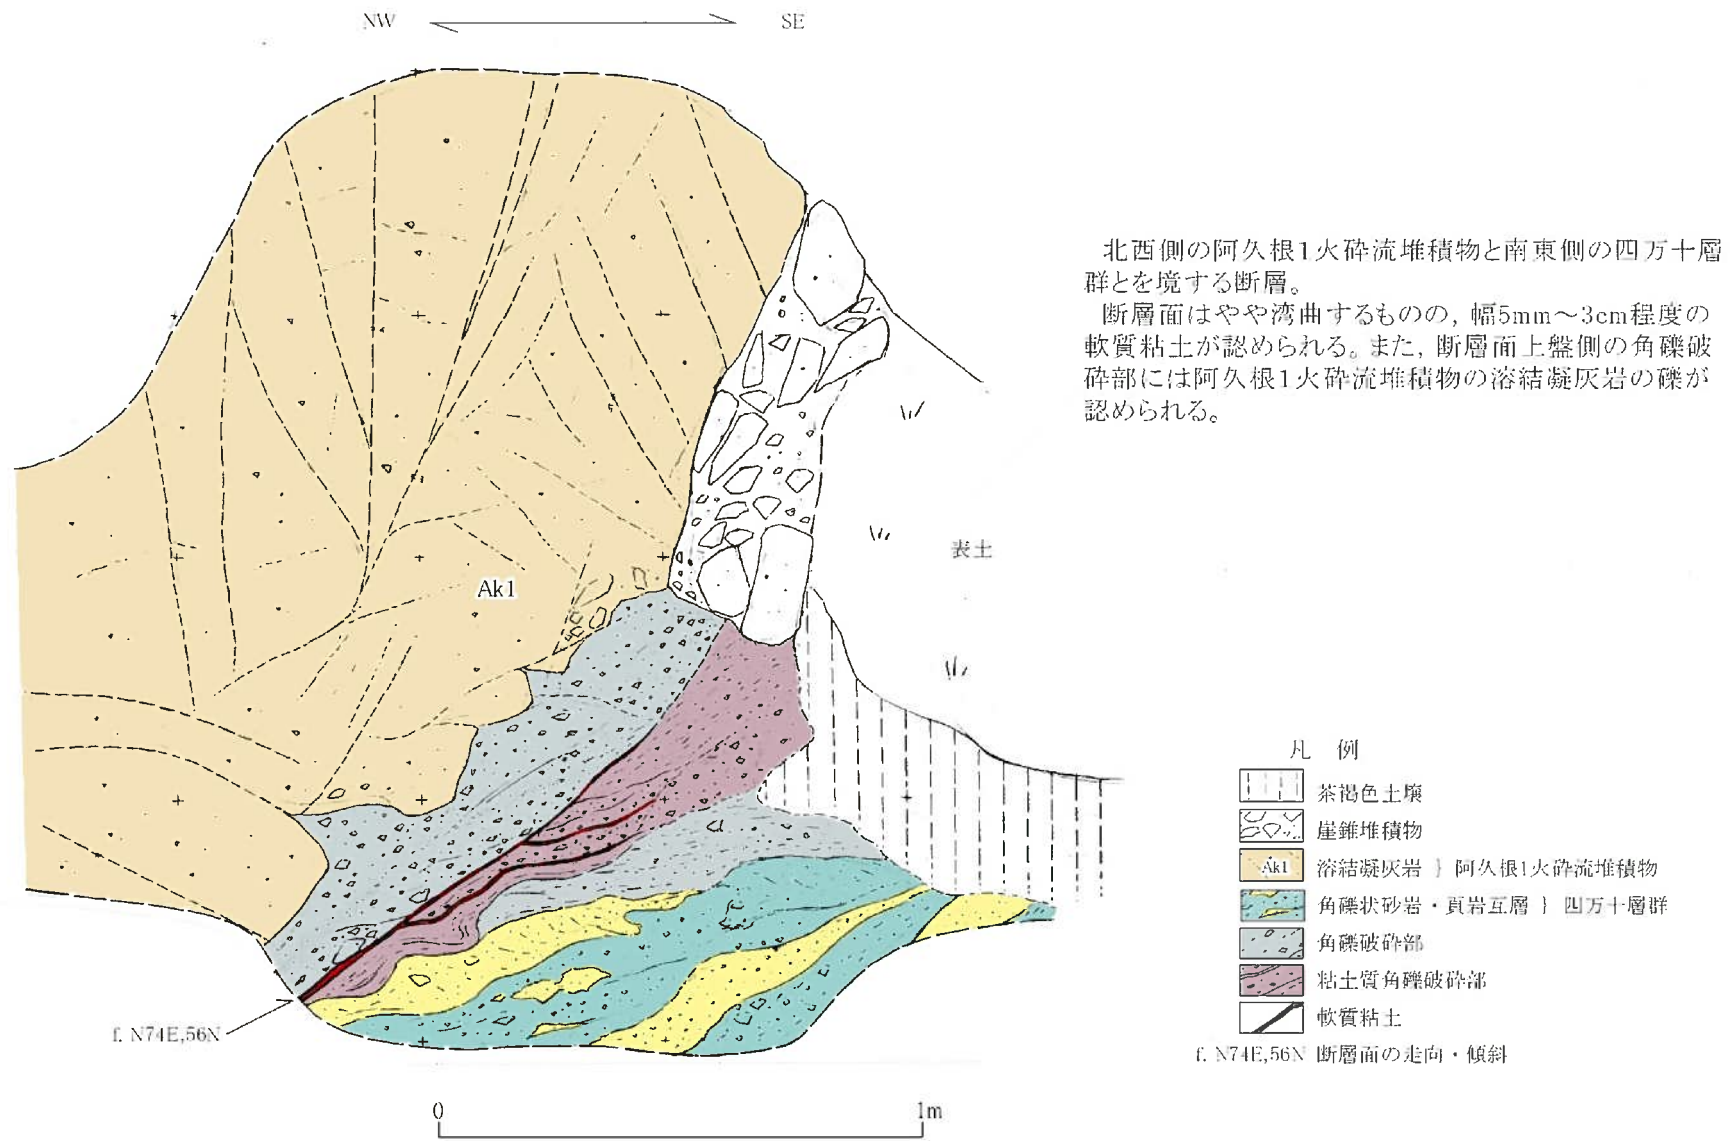 NW SE
北西側の阿久根1火砕流堆積物と南東側の四万十層
群とを境する断層。
断層面はやや湾曲するものの, 幅5mm～3cm程度の
軟質粘土が認められる。また, 断層面上盤側の角礫破
砕部には阿久根1火砕流堆積物の溶結凝灰岩の礫が
認められる。
表土
Ak1
f. N74E,56N
凡 例
茶褐色土壌
崖錐堆積物
Ak1 溶結凝灰岩 } 阿久根1火砕流堆積物
角礫状砂岩・頁岩互層 } 四万十層群
角礫破砕部
粘土質角礫破砕部
軟質粘土
f. N74E,56N 断層面の走向・傾斜
0 1m